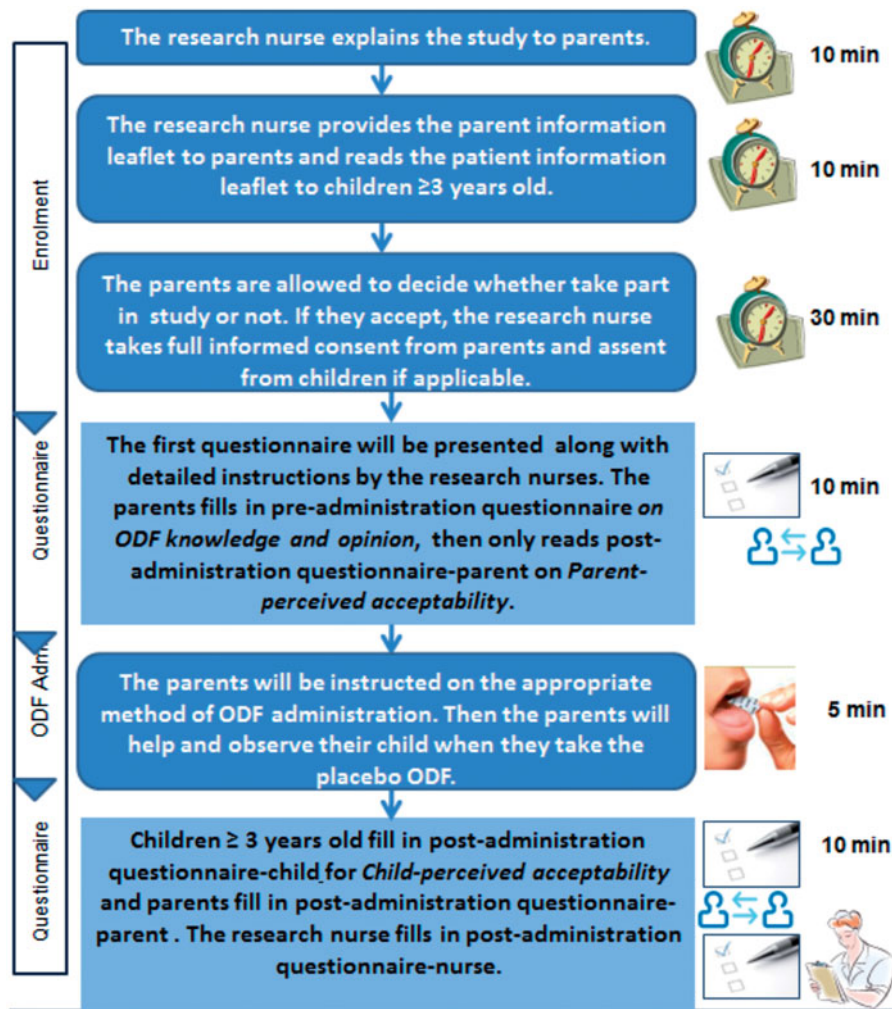 Enrolment
The research nurse explains the study to parents.
10 min
The research nurse provides the parent information
leaflet to parents and reads the patient information
leaflet to children ≥3 years old.
10 min
The parents are allowed to decide whether take part
in study or not. If they accept, the research nurse
takes full informed consent from parents and assent
from children if applicable.
30 min
Questionnaire
The first questionnaire will be presented along with
detailed instructions by the research nurses. The
parents fills in pre-administration questionnaire on
ODF knowledge and opinion, then only reads post-
administration questionnaire-parent on Parent-
perceived acceptability.
10 min
ODF Adm.
The parents will be instructed on the appropriate
method of ODF administration. Then the parents will
help and observe their child when they take the
placebo ODF.
5 min
Questionnaire
Children ≥ 3 years old fill in post-administration
questionnaire-child for Child-perceived acceptability
and parents fill in post-administration questionnaire-
parent . The research nurse fills in post-administration
questionnaire-nurse.
10 min